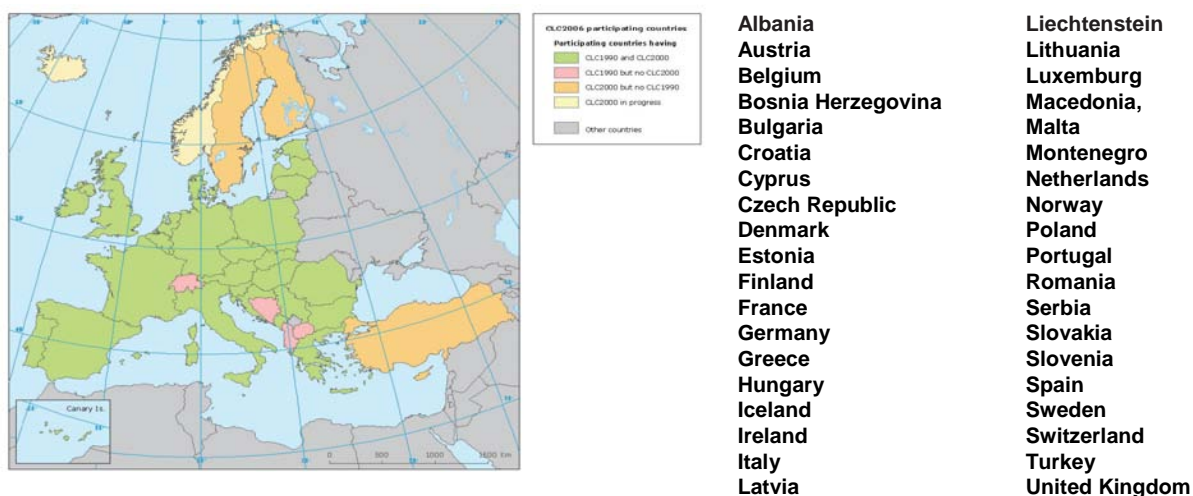 CLC2006 participating countries
Participating countries having
CLC1990 and CLC2000
CLC1990 but no CLC2000
CLC2000 but no CLC1990
CLC2000 in progress
Other countries
Canary Is.
0 500 1000 1500 Km
Albania
Austria
Belgium
Bosnia Herzegovina
Bulgaria
Croatia
Cyprus
Czech Republic
Denmark
Estonia
Finland
France
Germany
Greece
Hungary
Iceland
Ireland
Italy
Latvia
Liechtenstein
Lithuania
Luxemburg
Macedonia,
Malta
Montenegro
Netherlands
Norway
Poland
Portugal
Romania
Serbia
Slovakia
Slovenia
Spain
Sweden
Switzerland
Turkey
United Kingdom